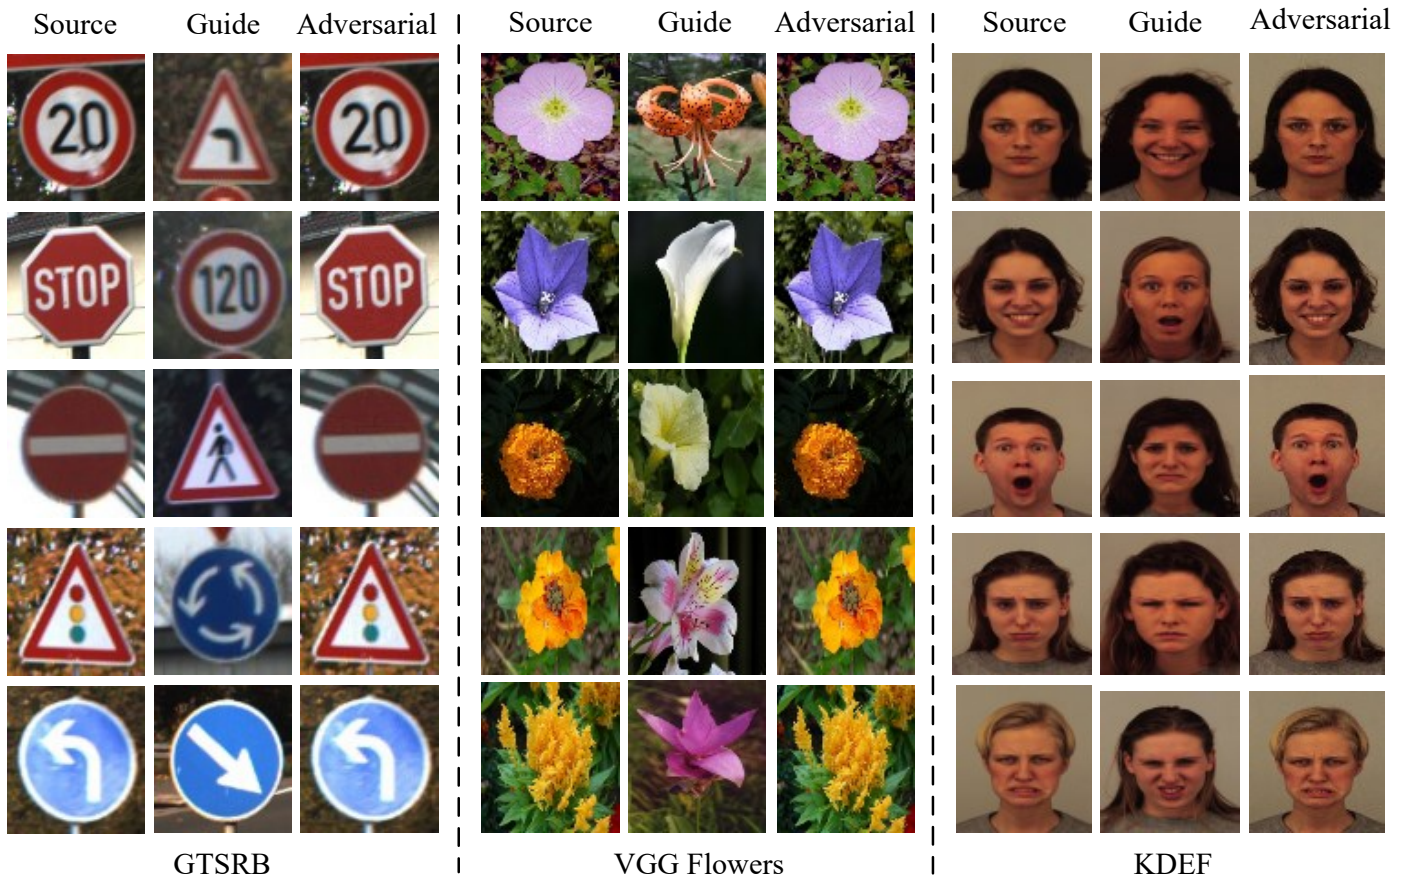 Source Guide Adversarial Source Guide Adversarial Source Guide Adversarial
20 20
STOP 120 STOP
GTSRB VGG Flowers KDEF